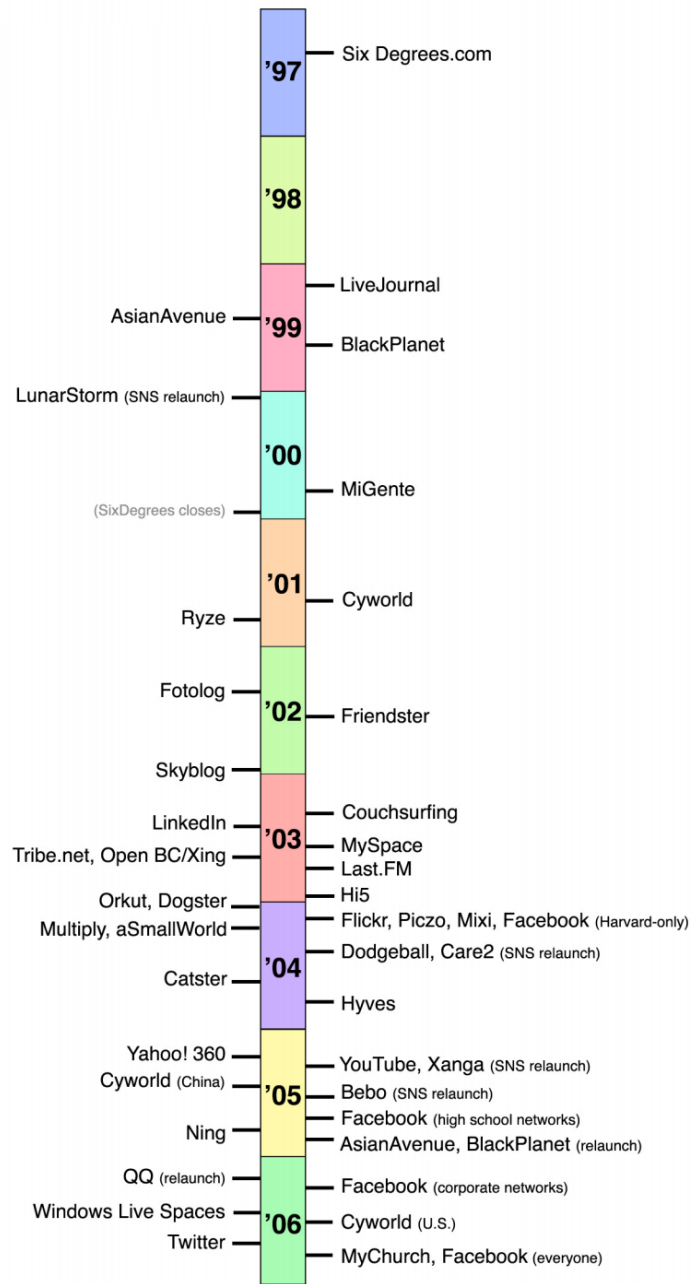 ’97
Six Degrees.com
’98
LiveJournal
AsianAvenue
’99
BlackPlanet
LunarStorm (SNS relaunch)
’00
MiGente
(SixDegrees closes)
’01
Cyworld
Ryze
Fotolog
’02
Friendster
Skyblog
Couchsurfing
LinkedIn
’03
MySpace
Tribe.net, Open BC/Xing
Last.FM
Hi5
Orkut, Dogster
Flickr, Piczo, Mixi, Facebook (Harvard-only)
Multiply, aSmallWorld
Dodgeball, Care2 (SNS relaunch)
’04
Catster
Hyves
Yahoo! 360
YouTube, Xanga (SNS relaunch)
Cyworld (China)
Bebo (SNS relaunch)
’05
Facebook (high school networks)
Ning
AsianAvenue, BlackPlanet (relaunch)
QQ (relaunch)
Facebook (corporate networks)
Windows Live Spaces
’06
Cyworld (U.S.)
Twitter
MyChurch, Facebook (everyone)